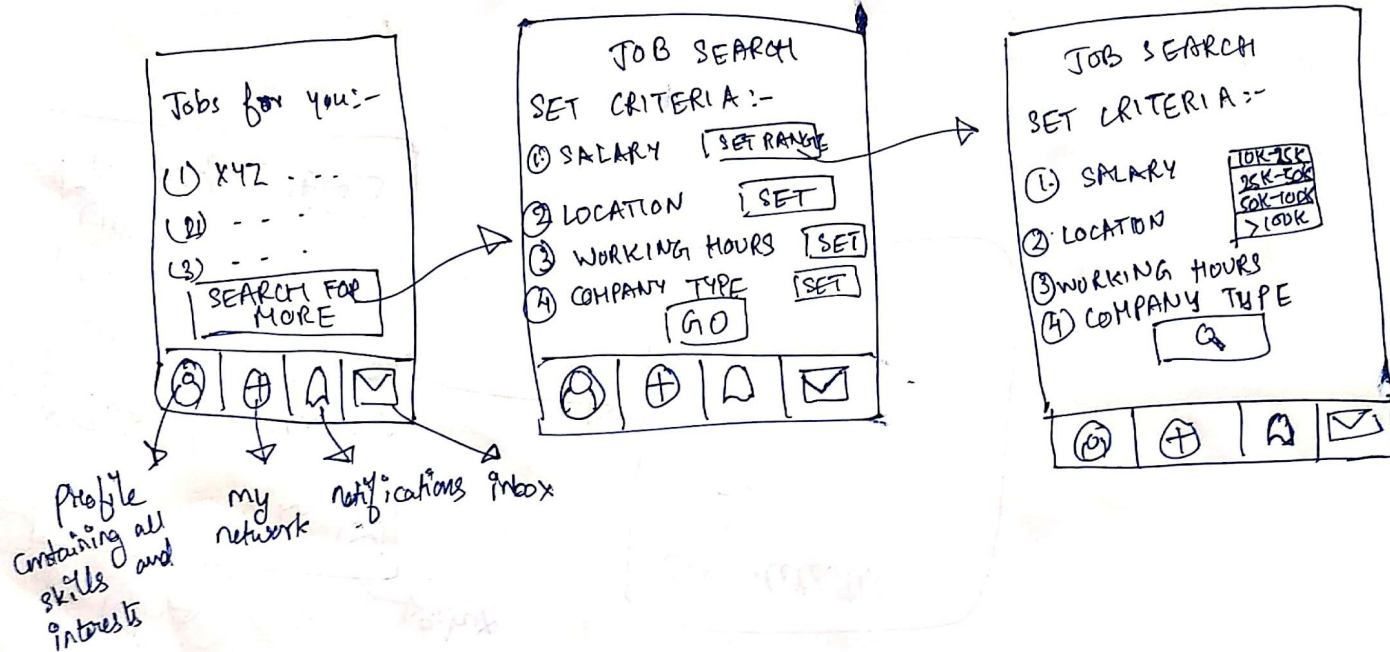 Jobs for you:-
(1) XYZ - - -
(2) - - -
(3) - - -
SEARCH FOR
MORE
Profile
containing all
skills and
interests
my
network
notifications
inbox
JOB SEARCH
SET CRITERIA:-
1. SALARY SET RANGE
2 LOCATION SET
3 WORKING HOURS SET
4 COMPANY TYPE SET
GO
JOB SEARCH
SET CRITERIA:-
1. SALARY
10K-25K
25K-50K
50K-100K
>100K
2. LOCATION
3 WORKING HOURS
4 COMPANY TYPE